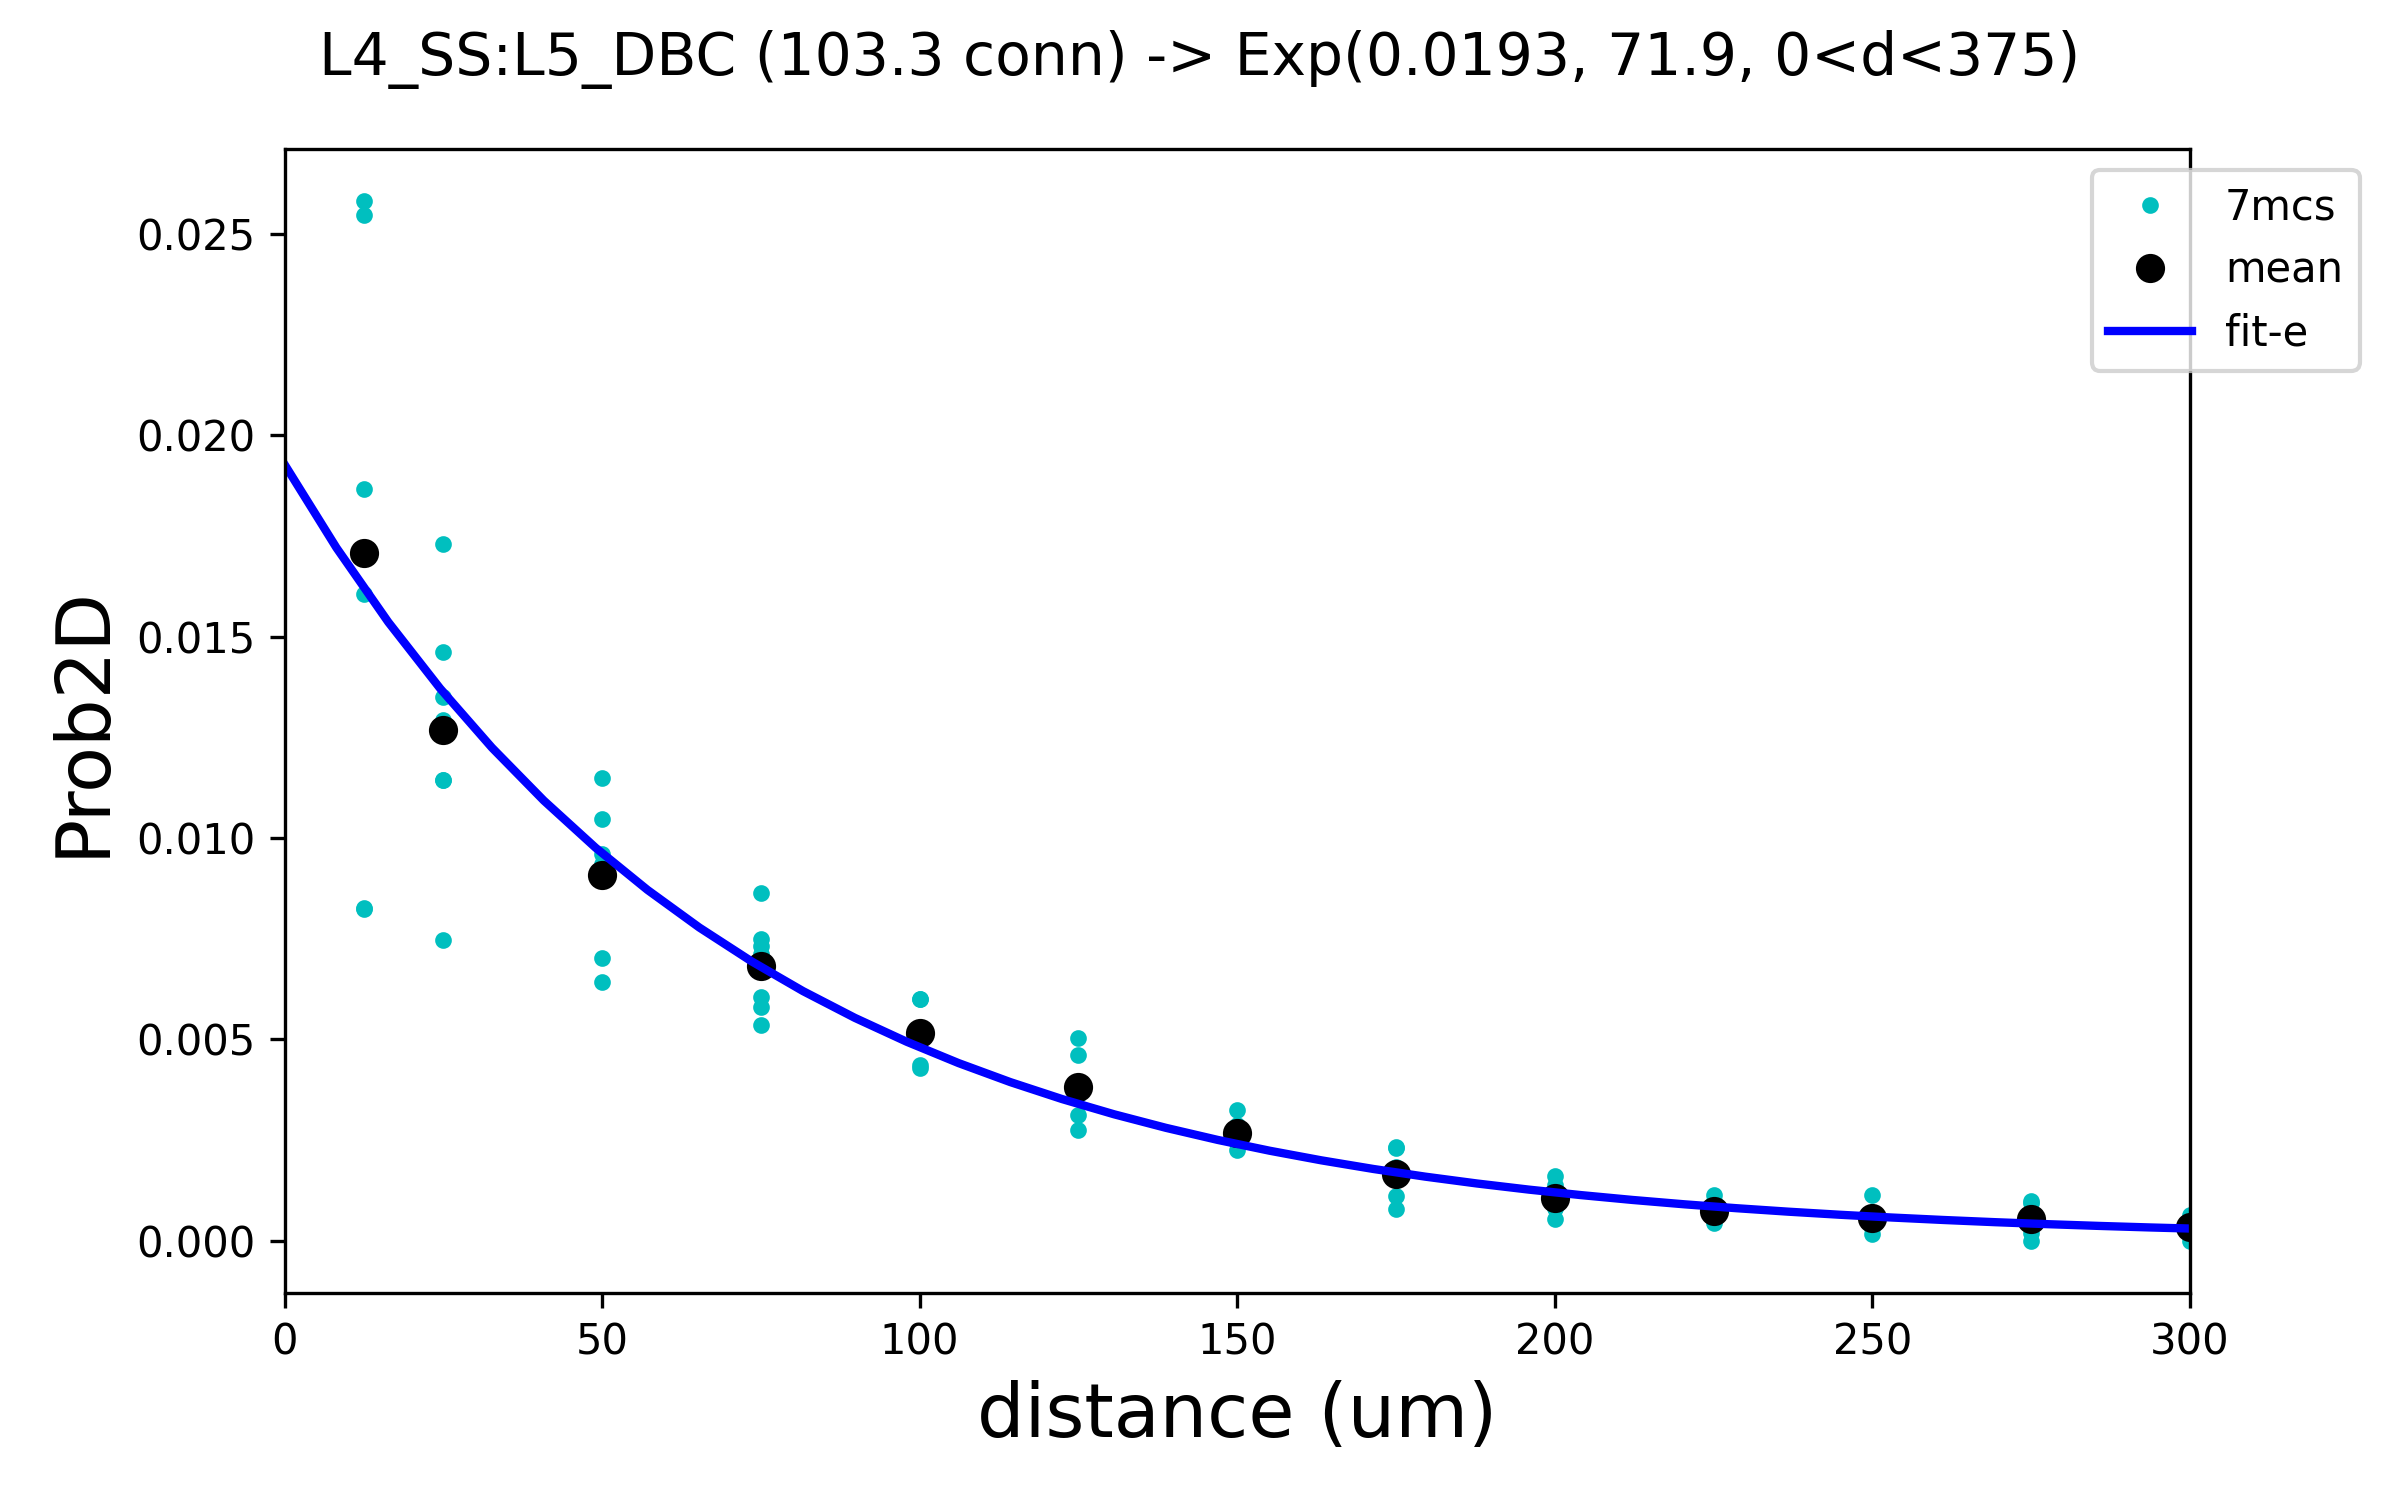 L4_SS:L5_DBC (103.3 conn) -> Exp(0.0193, 71.9, 0<d<375)
7mcs
mean
fit-e
Prob2D
0.025
0.020
0.015
0.010
0.005
0.000
0 50 100 150 200 250 300
distance (um)